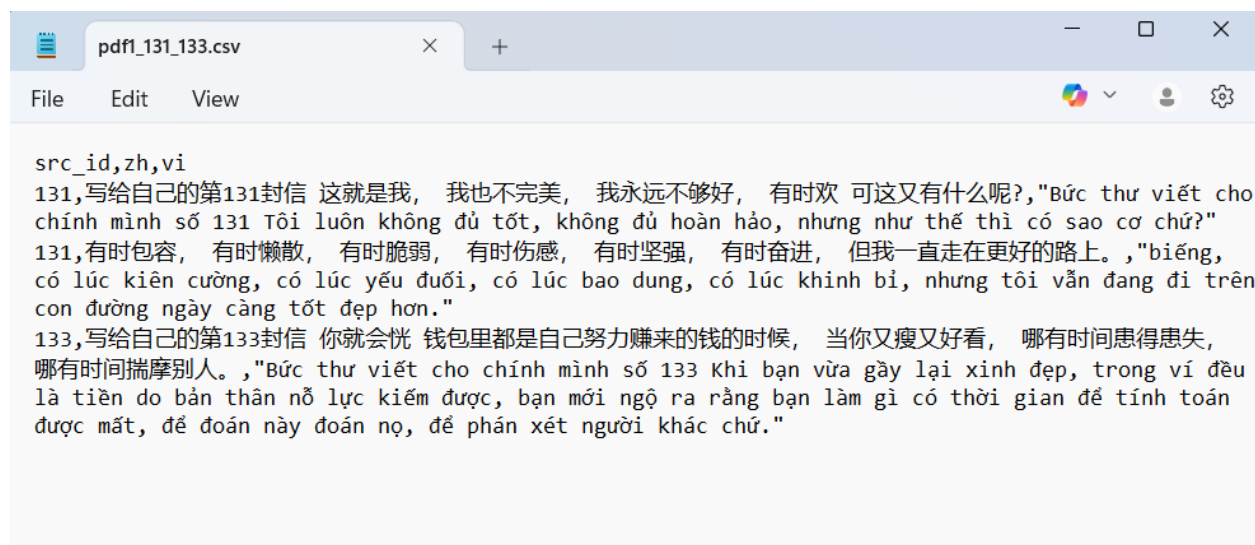 pdf1_131_133.csv
File Edit View
src_id,zh,vi
131,写给自己的第131封信 这就是我， 我也不完美， 我永远不够好， 有时欢 可这又有什么呢?,"Bức thư viết cho
chính mình số 131 Tôi luôn không đủ tốt, không đủ hoàn hảo, nhưng như thế thì có sao cơ chứ?"
131,有时包容， 有时懒散， 有时脆弱， 有时伤感， 有时坚强， 有时奋进， 但我一直走在更好的路上。,"biếng,
có lúc kiên cường, có lúc yếu đuối, có lúc bao dung, có lúc khinh bỉ, nhưng tôi vẫn đang đi trên
con đường ngày càng tốt đẹp hơn."
133,写给自己的第133封信 你就会恍 钱包里都是自己努力赚来的钱的时候， 当你又瘦又好看， 哪有时间患得患失，
哪有时间揣摩别人。,"Bức thư viết cho chính mình số 133 Khi bạn vừa gầy lại xinh đẹp, trong ví đều
là tiền do bản thân nỗ lực kiếm được, bạn mới ngộ ra rằng bạn làm gì có thời gian để tính toán
được mất, để đoán này đoán nọ, để phán xét người khác chứ."